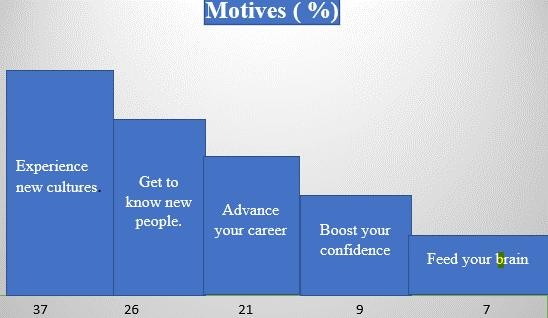 Motives ( %)
Experience
new cultures.
Get to
know new
people.
Advance
your career
Boost your
confidence
Feed your brain
37 26 21 9 7